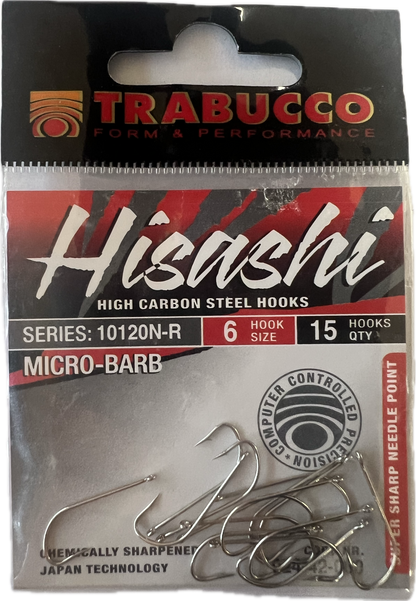 TRABUCCO
FORM & PERFORMANCE
Hisashi
HIGH CARBON STEEL HOOKS
SERIES: 10120N-R
6 HOOK SIZE
15 HOOKS QTY
MICRO-BARB
COMPUTER CONTROLLED PRECISION
SUPER SHARP NEEDLE POINT
CHEMICALLY SHARPENED
JAPAN TECHNOLOGY
NR.